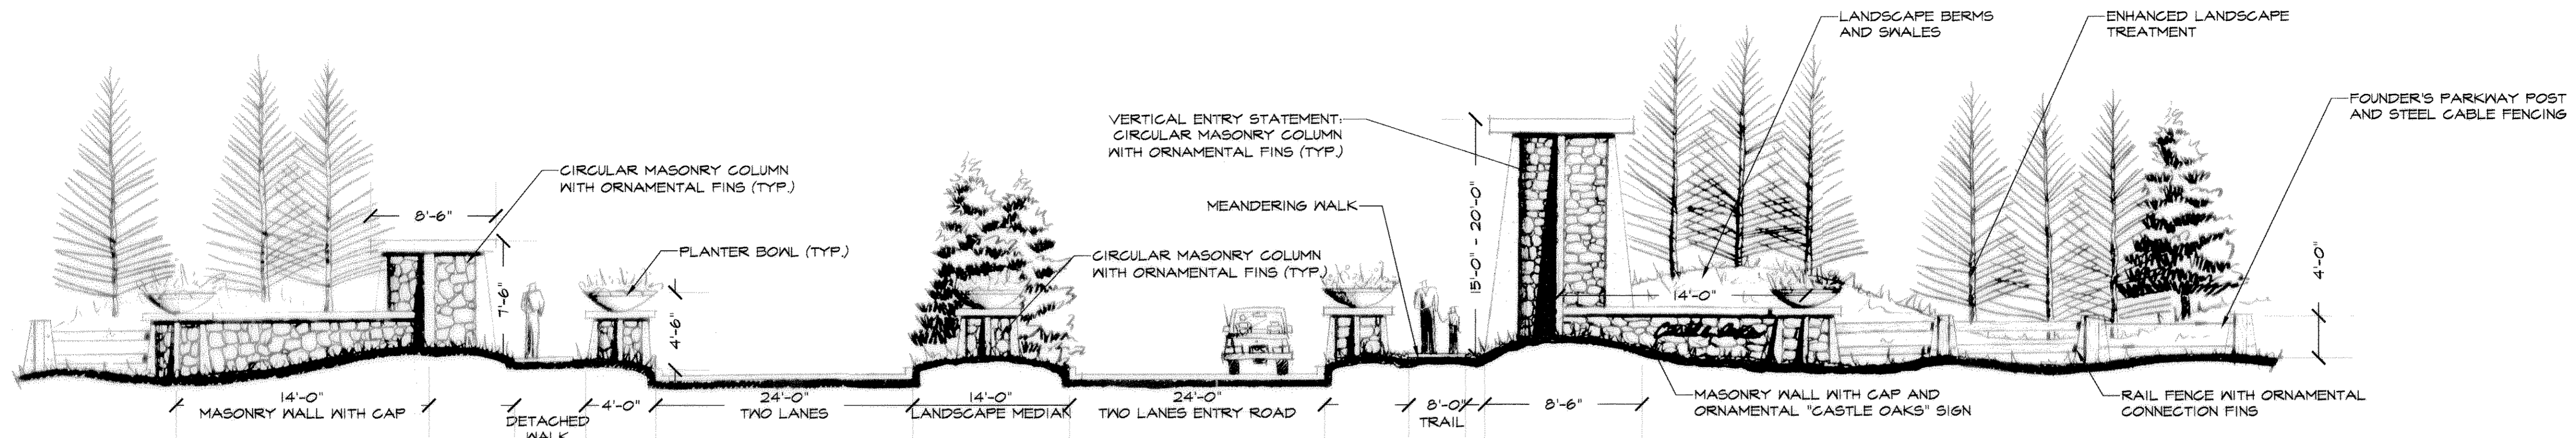 LANDSCAPE BERMS
AND SWALES
ENHANCED LANDSCAPE
TREATMENT
FOUNDER'S PARKWAY POST
AND STEEL CABLE FENCING
VERTICAL ENTRY STATEMENT:
CIRCULAR MASONRY COLUMN
WITH ORNAMENTAL FINS (TYP.)
CIRCULAR MASONRY COLUMN
WITH ORNAMENTAL FINS (TYP.)
8'-6"
MEANDERING WALK
PLANTER BOWL (TYP.)
CIRCULAR MASONRY COLUMN
WITH ORNAMENTAL FINS (TYP.)
7'-6"
4'-6"
15'-0" - 20'-0"
14'-0"
4'-0"
Castle Oaks
14'-0"
MASONRY WALL WITH CAP
DETACHED
WALK
4'-0"
24'-0"
TWO LANES
14'-0"
LANDSCAPE MEDIAN
24'-0"
TWO LANES ENTRY ROAD
8'-0"
TRAIL
8'-6"
MASONRY WALL WITH CAP AND
ORNAMENTAL "CASTLE OAKS" SIGN
RAIL FENCE WITH ORNAMENTAL
CONNECTION FINS